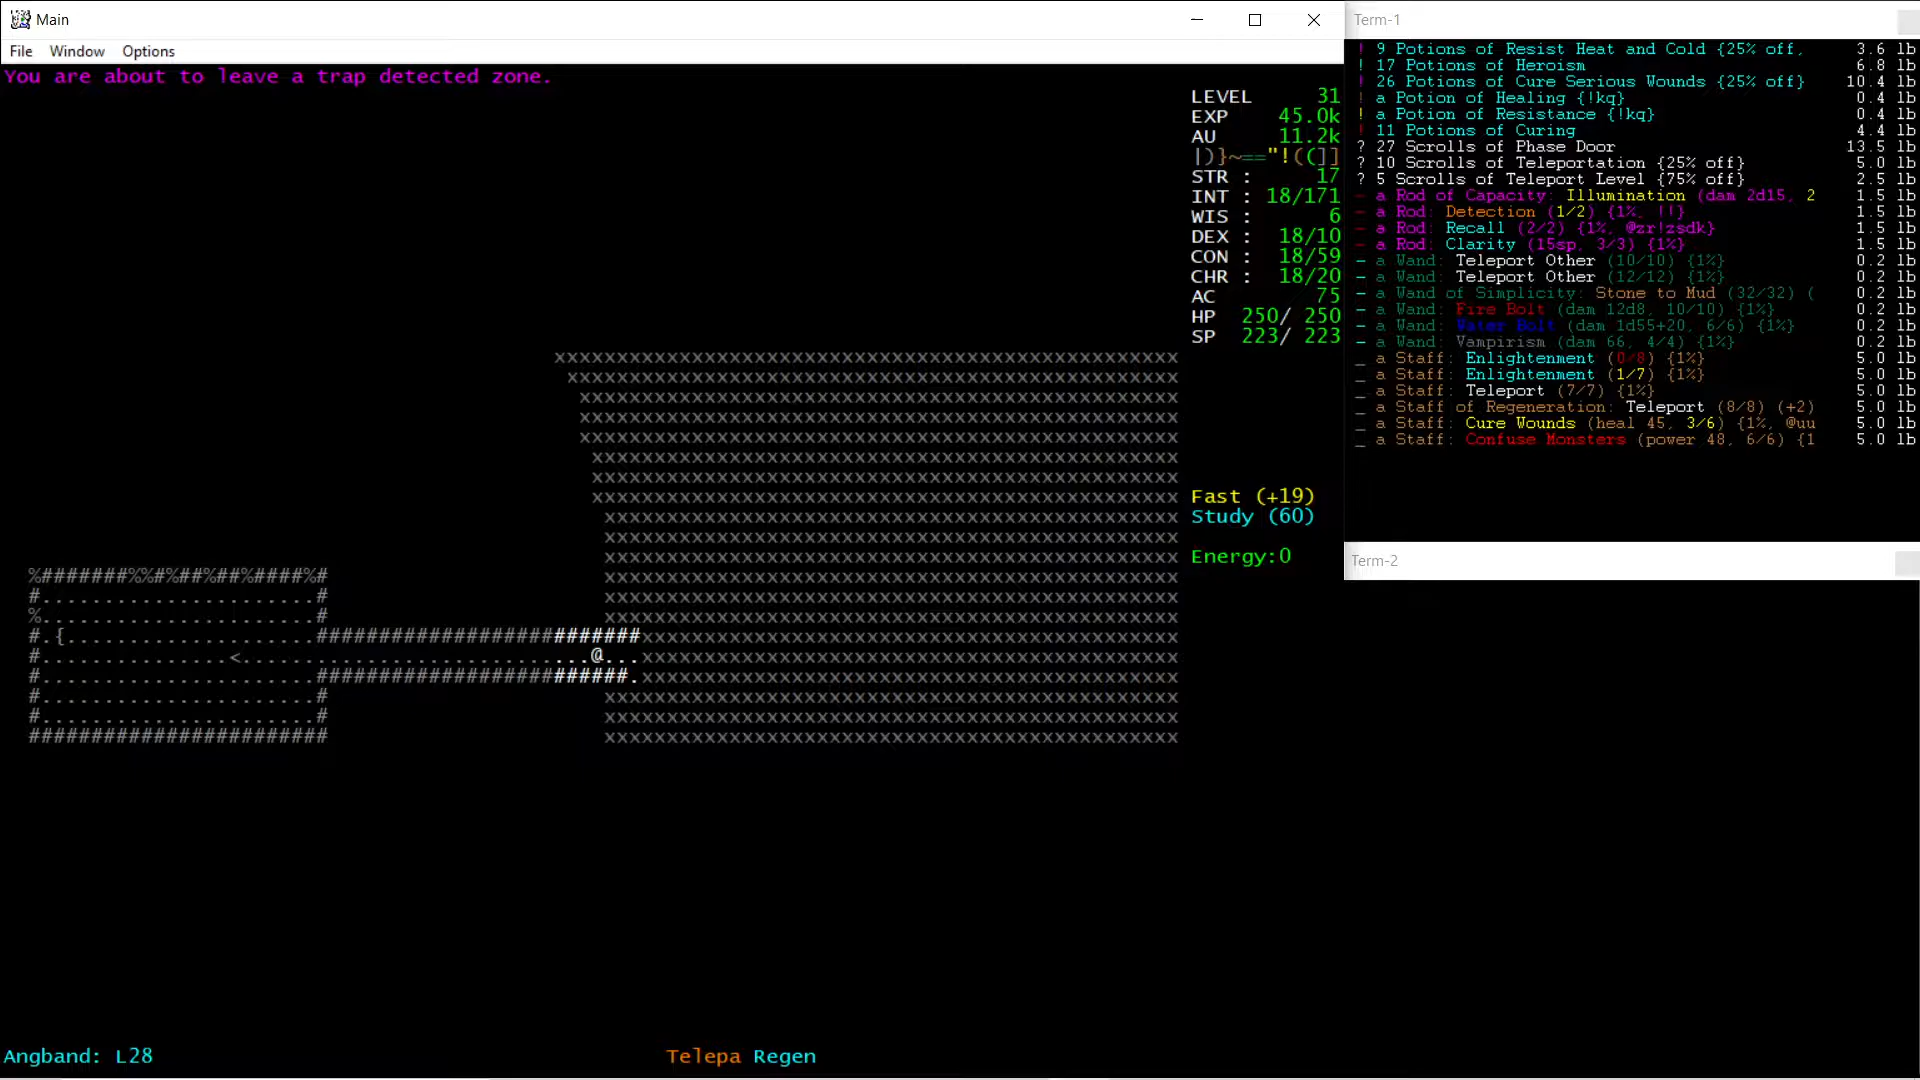 Main
File Window Options
You are about to leave a trap detected zone.
LEVEL 31
EXP 45.0k
AU 11.2k
|)}~=="!((]]
STR : 17
INT : 18/171
WIS : 6
DEX : 18/10
CON : 18/59
CHR : 18/20
AC 75
HP 250/ 250
SP 223/ 223
Fast (+19)
Study (60)
Energy:0
Angband: L28
Telepa Regen
Term-1
! 9 Potions of Resist Heat and Cold {25% off, 3.6 lb
! 17 Potions of Heroism 6.8 lb
! 26 Potions of Cure Serious Wounds {25% off} 10.4 lb
! a Potion of Healing {!kq} 0.4 lb
! a Potion of Resistance {!kq} 0.4 lb
! 11 Potions of Curing 4.4 lb
? 27 Scrolls of Phase Door 13.5 lb
? 10 Scrolls of Teleportation {25% off} 5.0 lb
? 5 Scrolls of Teleport Level {75% off} 2.5 lb
- a Rod of Capacity: Illumination (dam 2d15, 2 1.5 lb
- a Rod: Detection (1/2) {1%, !!} 1.5 lb
- a Rod: Recall (2/2) {1%, @zr!zsdk} 1.5 lb
- a Rod: Clarity (15sp, 3/3) {1%} 1.5 lb
- a Wand: Teleport Other (10/10) {1%} 0.2 lb
- a Wand: Teleport Other (12/12) {1%} 0.2 lb
- a Wand of Simplicity: Stone to Mud (32/32) ( 0.2 lb
- a Wand: Fire Bolt (dam 12d8, 10/10) {1%} 0.2 lb
- a Wand: Water Bolt (dam 1d55+20, 6/6) {1%} 0.2 lb
- a Wand: Vampirism (dam 66, 4/4) {1%} 0.2 lb
_ a Staff: Enlightenment (0/8) {1%} 5.0 lb
_ a Staff: Enlightenment (1/7) {1%} 5.0 lb
_ a Staff: Teleport (7/7) {1%} 5.0 lb
_ a Staff of Regeneration: Teleport (8/8) (+2) 5.0 lb
_ a Staff: Cure Wounds (heal 45, 3/6) {1%, @uu 5.0 lb
_ a Staff: Confuse Monsters (power 48, 6/6) {1 5.0 lb
Term-2